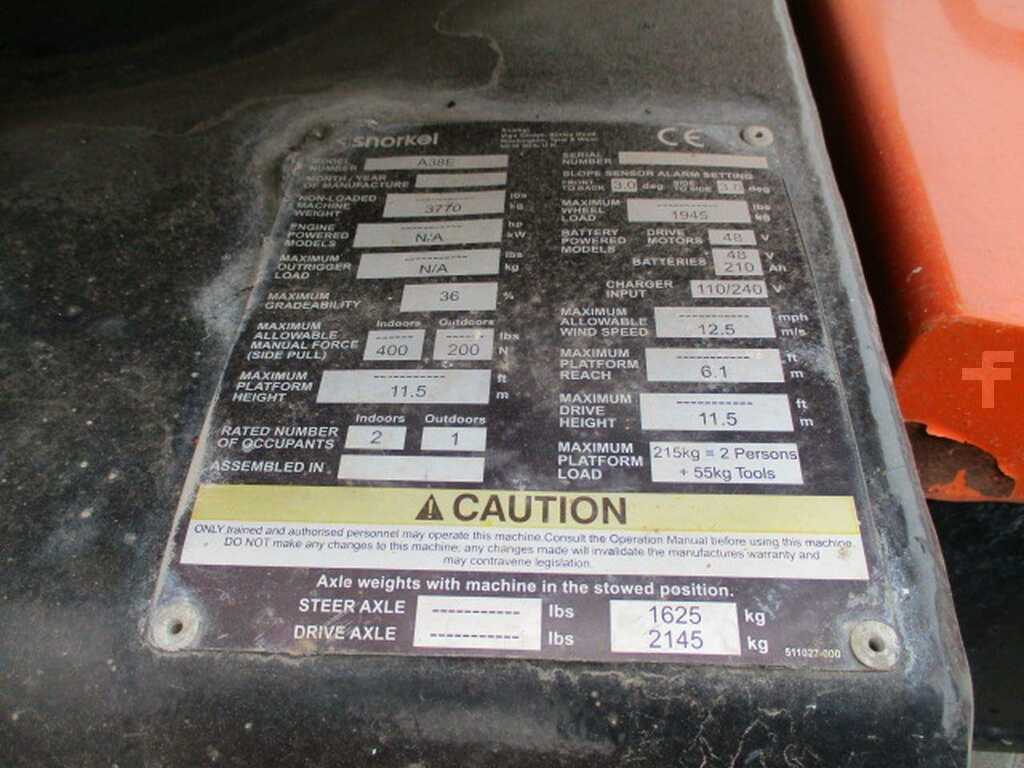 snorkel
CE
MODEL NUMBER A38E
MONTH / YEAR OF MANUFACTURE
NON-LOADED MACHINE WEIGHT ----------- lbs 3770 kg
ENGINE POWERED MODELS ----------- hp N/A kW
MAXIMUM OUTRIGGER LOAD ----------- lbs N/A kg
MAXIMUM GRADEABILITY 36 %
Indoors Outdoors
MAXIMUM ALLOWABLE MANUAL FORCE (SIDE PULL) ------ ------ lbs 400 200 N
MAXIMUM PLATFORM HEIGHT ----------- ft 11.5 m
Indoors Outdoors
RATED NUMBER OF OCCUPANTS 2 1
ASSEMBLED IN
SERIAL NUMBER
SLOPE SENSOR ALARM SETTING
FRONT TO BACK 3.0 deg SIDE TO SIDE 3.0 deg
MAXIMUM WHEEL LOAD ----------- lbs 1945 kg
BATTERY POWERED MODELS DRIVE MOTORS 48 V
BATTERIES 48 V 210 Ah
CHARGER INPUT 110/240 V
MAXIMUM ALLOWABLE WIND SPEED ----------- mph 12.5 m/s
MAXIMUM PLATFORM REACH ----------- ft 6.1 m
MAXIMUM DRIVE HEIGHT ----------- ft 11.5 m
MAXIMUM PLATFORM LOAD 215kg = 2 Persons + 55kg Tools
CAUTION
ONLY trained and authorised personnel may operate this machine.Consult the Operation Manual before using this machine.
DO NOT make any changes to this machine; any changes made will invalidate the manufactures warranty and
may contravene legislation.
Axle weights with machine in the stowed position.
STEER AXLE ----------- lbs 1625 kg
DRIVE AXLE ----------- lbs 2145 kg
511027-000
f